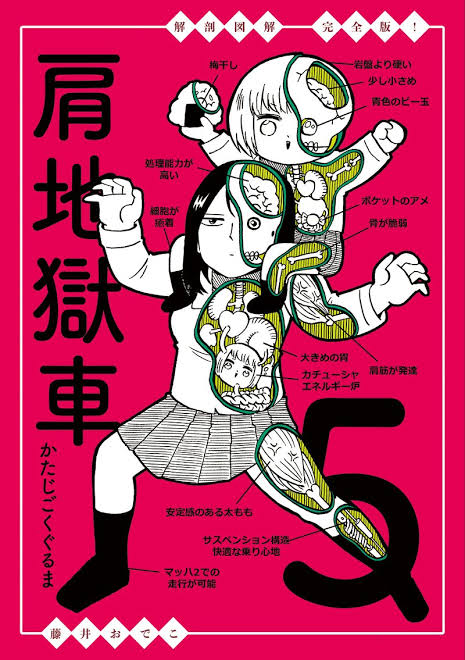 解剖図解 完全版!
肩地獄車
かたじごくぐるま
5
梅干し
岩盤より硬い
少し小さめ
青色のビー玉
処理能力が
高い
細胞が
癒着
ポケットのアメ
骨が脆弱
大きめの胃
カチューシャ
エネルギー炉
肩筋が発達
安定感のある太もも
サスペンション構造
快適な乗り心地
マッハ2での
走行が可能
藤井おでこ